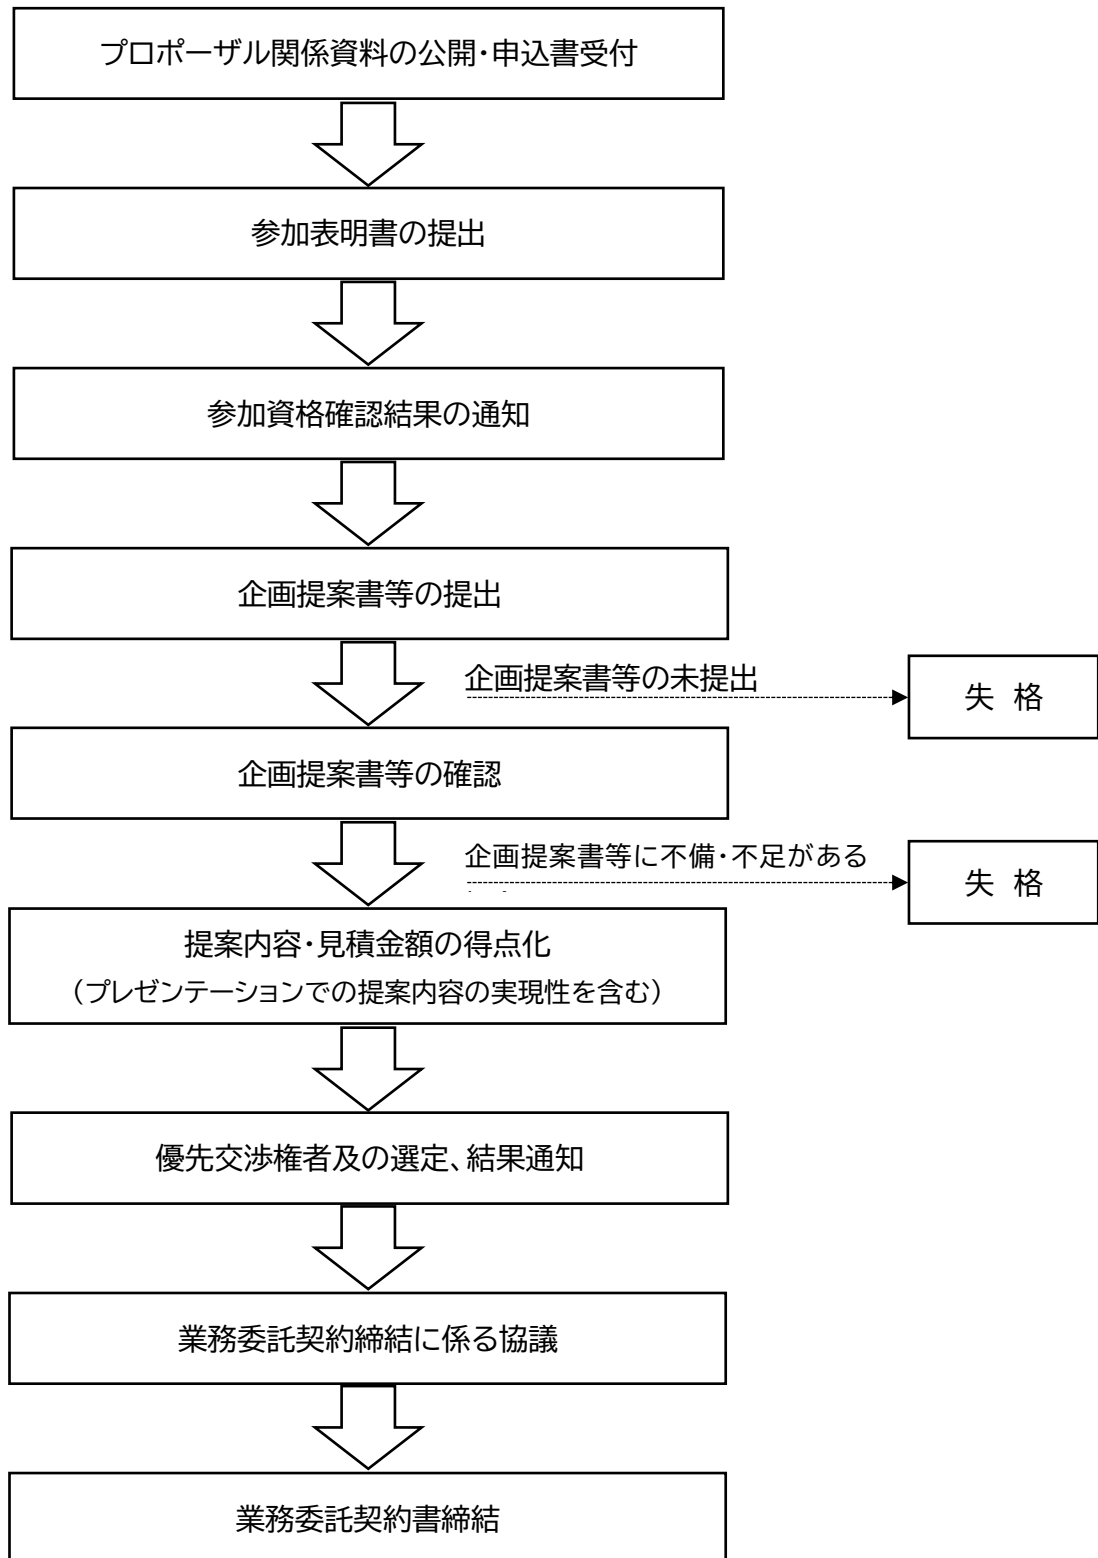 プロポーザル関係資料の公開・申込書受付
参加表明書の提出
参加資格確認結果の通知
企画提案書等の提出
企画提案書等の未提出
失 格
企画提案書等の確認
企画提案書等に不備・不足がある
失 格
提案内容・見積金額の得点化
（プレゼンテーションでの提案内容の実現性を含む）
優先交渉権者及の選定、結果通知
業務委託契約締結に係る協議
業務委託契約書締結